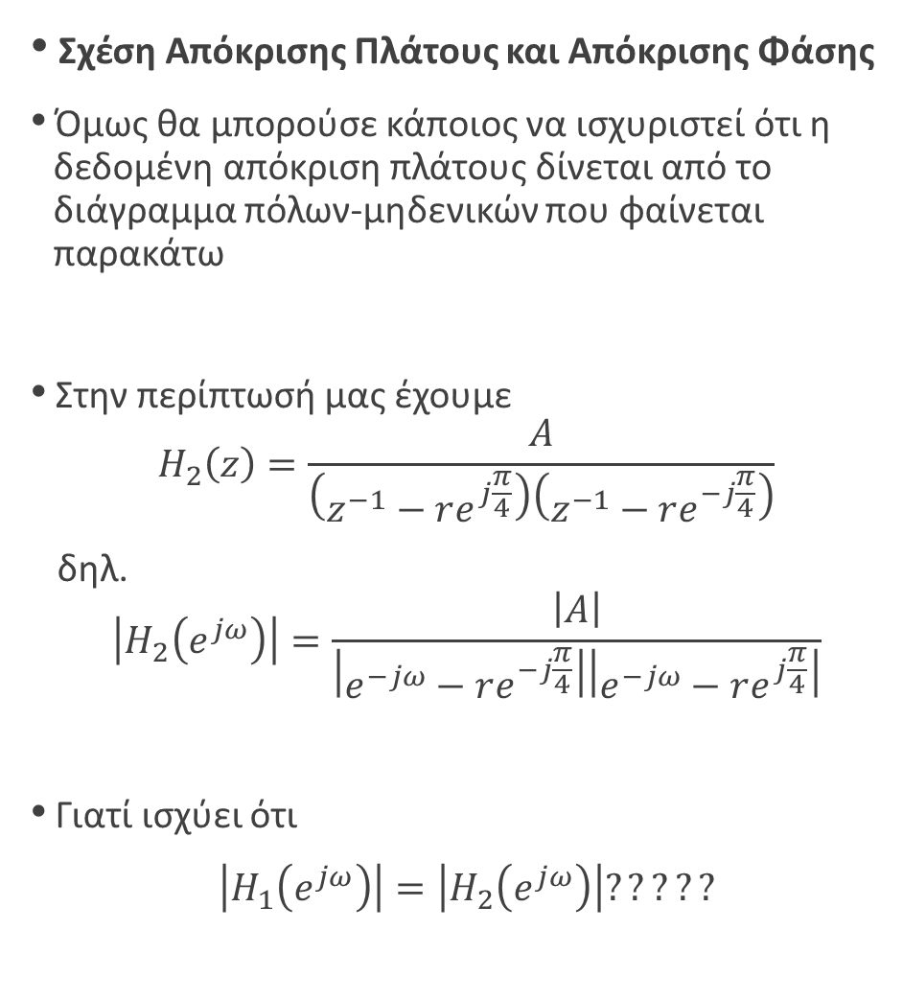 • Σχέση Απόκρισης Πλάτους και Απόκρισης Φάσης
• Όμως θα μπορούσε κάποιος να ισχυριστεί ότι η
δεδομένη απόκριση πλάτους δίνεται από το
διάγραμμα πόλων-μηδενικών που φαίνεται
παρακάτω
• Στην περίπτωσή μας έχουμε
$H_2(z) = \frac{A}{\left(z^{-1} - re^{j\frac{\pi}{4}}\right)\left(z^{-1} - re^{-j\frac{\pi}{4}}\right)}$
δηλ.
$\left|H_2\left(e^{j\omega}\right)\right| = \frac{|A|}{\left|e^{-j\omega} - re^{-j\frac{\pi}{4}}\right|\left|e^{-j\omega} - re^{j\frac{\pi}{4}}\right|}$
• Γιατί ισχύει ότι
$\left|H_1\left(e^{j\omega}\right)\right| = \left|H_2\left(e^{j\omega}\right)\right|?????$